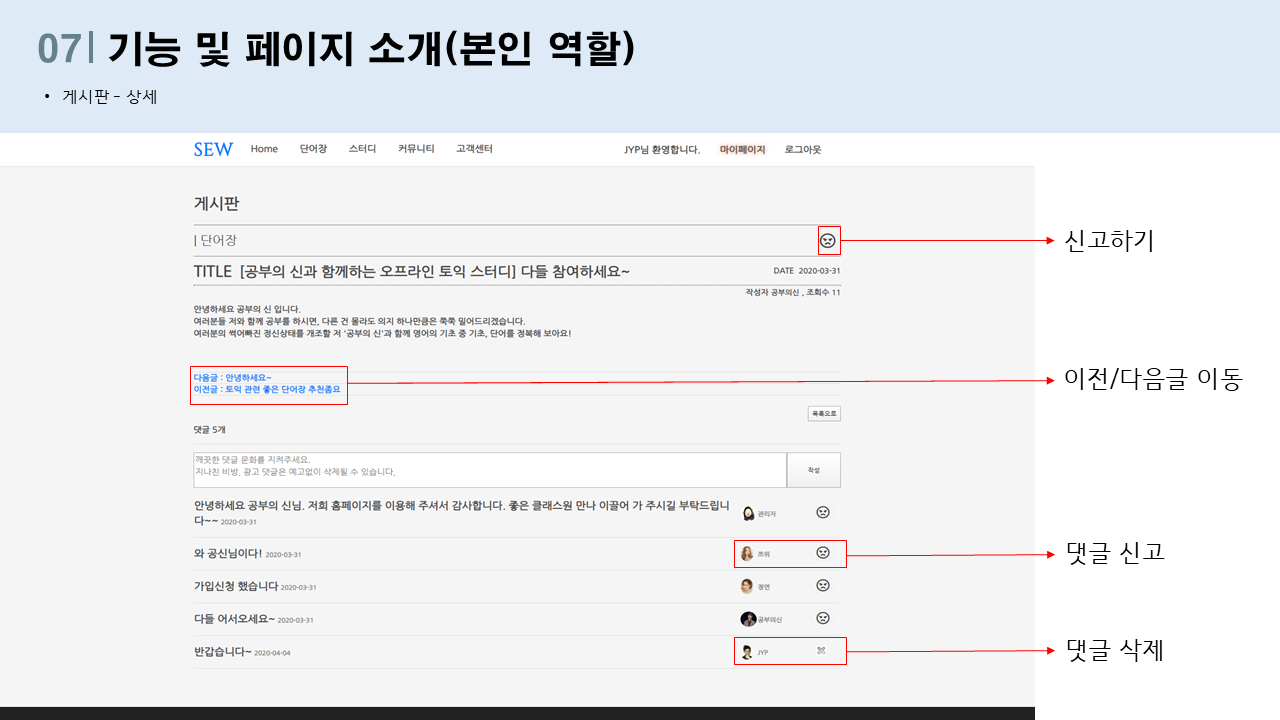 07| 기능 및 페이지 소개(본인 역할)
• 게시판 – 상세
SEW Home 단어장 스터디 커뮤니티 고객센터 JYP님 환영합니다. 마이페이지 로그아웃
게시판
| 단어장
신고하기
TITLE [공부의 신과 함께하는 오프라인 토익 스터디] 다들 참여하세요~ DATE 2020-03-31
작성자 공부의신 , 조회수 11
안녕하세요 공부의 신 입니다.
여러분들 저와 함께 공부를 하시면, 다른 건 몰라도 의지 하나만큼은 쭉쭉 밀어드리겠습니다.
여러분의 썩어빠진 정신상태를 개조할 저 '공부의 신'과 함께 영어의 기초 중 기초, 단어를 정복해 보아요!
다음글 : 안녕하세요~
이전글 : 토익 관련 좋은 단어장 추천좀요
이전/다음글 이동
목록으로
댓글 5개
깨끗한 댓글 문화를 지켜주세요.
지나친 비방, 광고 댓글은 예고없이 삭제될 수 있습니다.
작성
안녕하세요 공부의 신님. 저희 홈페이지를 이용해 주셔서 감사합니다. 좋은 클래스원 만나 이끌어 가 주시길 부탁드립니
다~~ 2020-03-31
관리자
와 공신님이다! 2020-03-31 쯔위
댓글 신고
가입신청 했습니다 2020-03-31 정연
다들 어서오세요~ 2020-03-31 공부의신
반갑습니다~ 2020-04-04 JYP
댓글 삭제